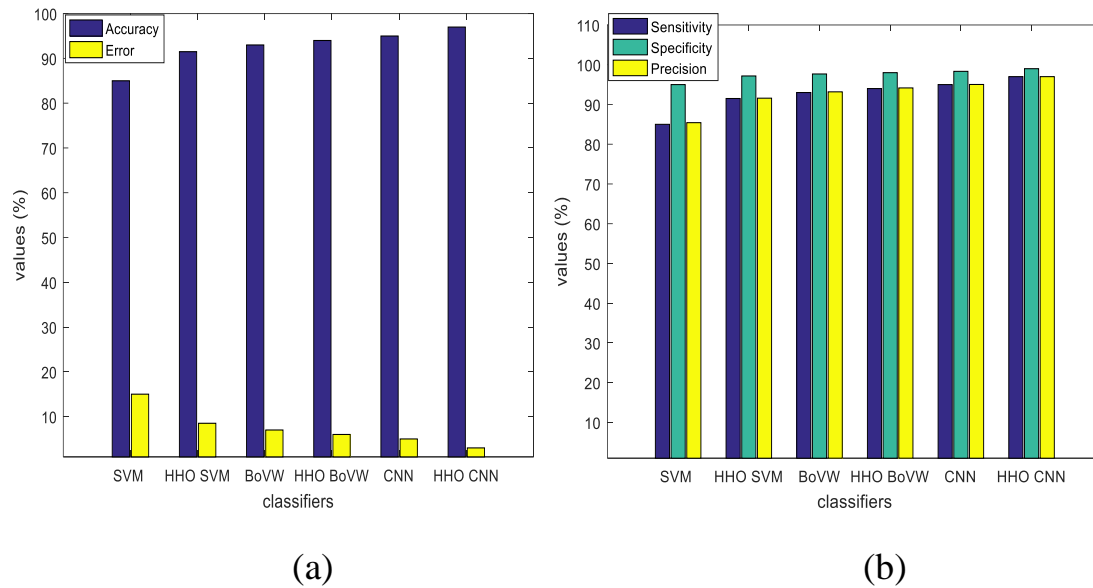 100
90
80
70
60
50
40
30
20
10
values (%)
Accuracy
Error
SVM HHO SVM BoVW HHO BoVW CNN HHO CNN
classifiers
(a)
110
100
90
80
70
60
50
40
30
20
10
values (%)
Sensitivity
Specificity
Precision
SVM HHO SVM BoVW HHO BoVW CNN HHO CNN
classifiers
(b)